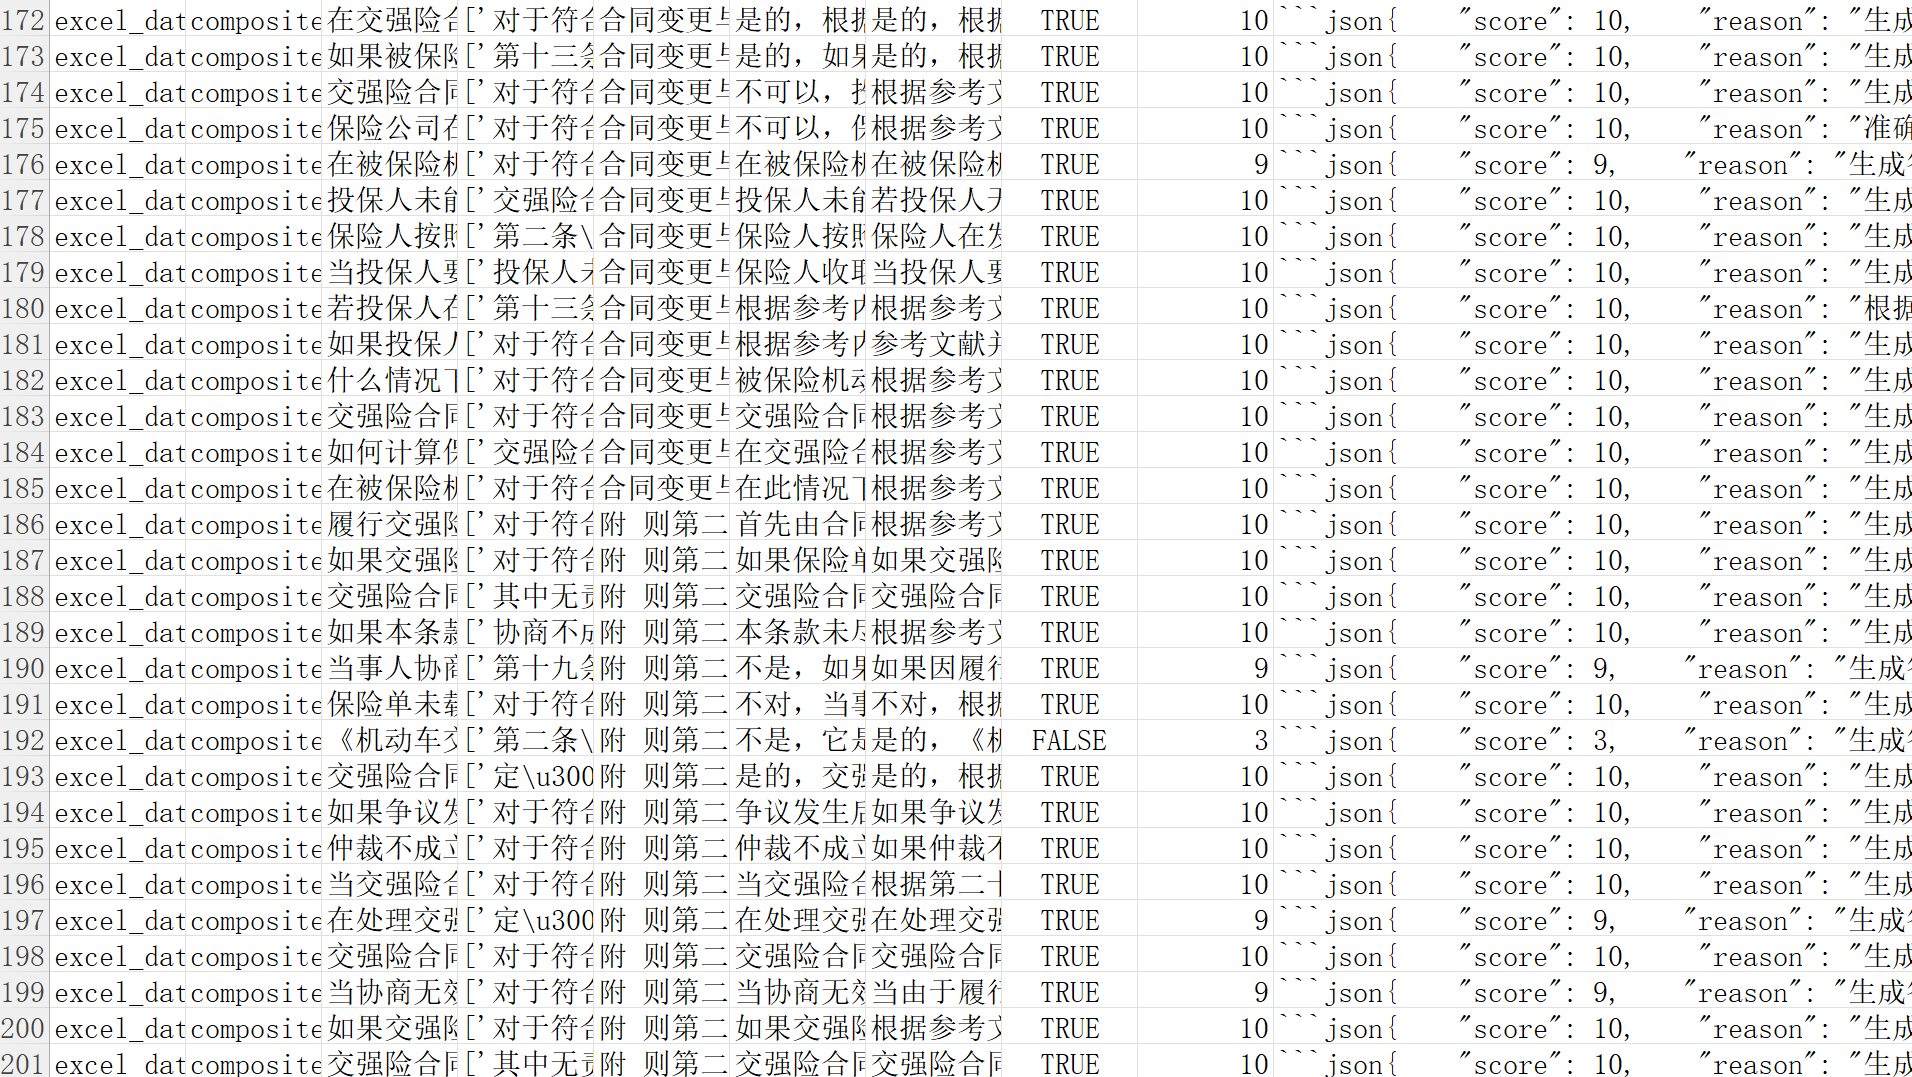 172 excel_dat composite 在交强险合 ['对于符合 合同变更与 是的，根据 是的，根据 TRUE 10 ```json{ "score": 10, "reason": "生成
173 excel_dat composite 如果被保险 ['第十三条 合同变更与 是的，如果 是的，根据 TRUE 10 ```json{ "score": 10, "reason": "生成
174 excel_dat composite 交强险合同 ['对于符合 合同变更与 不可以，投 根据参考文 TRUE 10 ```json{ "score": 10, "reason": "生成
175 excel_dat composite 保险公司在 ['对于符合 合同变更与 不可以，保 根据参考文 TRUE 10 ```json{ "score": 10, "reason": "准确
176 excel_dat composite 在被保险机 ['对于符合 合同变更与 在被保险机 在被保险机 TRUE 9 ```json{ "score": 9, "reason": "生成答
177 excel_dat composite 投保人未能 ['交强险合 合同变更与 投保人未能 若投保人无 TRUE 10 ```json{ "score": 10, "reason": "生成
178 excel_dat composite 保险人按照 ['第二条\ 合同变更与 保险人按照 保险人在发 TRUE 10 ```json{ "score": 10, "reason": "生成
179 excel_dat composite 当投保人要 ['投保人未 合同变更与 保险人收取 当投保人要 TRUE 10 ```json{ "score": 10, "reason": "生成
180 excel_dat composite 若投保人在 ['第十三条 合同变更与 根据参考内 根据参考文 TRUE 10 ```json{ "score": 10, "reason": "根据
181 excel_dat composite 如果投保人 ['对于符合 合同变更与 根据参考内 参考文献并 TRUE 10 ```json{ "score": 10, "reason": "生成
182 excel_dat composite 什么情况下 ['对于符合 合同变更与 被保险机动 根据参考文 TRUE 10 ```json{ "score": 10, "reason": "生成
183 excel_dat composite 交强险合同 ['对于符合 合同变更与 交强险合同 根据参考文 TRUE 10 ```json{ "score": 10, "reason": "生成
184 excel_dat composite 如何计算保 ['交强险合 合同变更与 在交强险合 根据参考文 TRUE 10 ```json{ "score": 10, "reason": "生成
185 excel_dat composite 在被保险机 ['对于符合 合同变更与 在此情况下 根据参考文 TRUE 10 ```json{ "score": 10, "reason": "生成
186 excel_dat composite 履行交强险 ['对于符合 附 则第二 首先由合同 根据参考文 TRUE 10 ```json{ "score": 10, "reason": "生成
187 excel_dat composite 如果交强险 ['对于符合 附 则第二 如果保险单 如果交强险 TRUE 10 ```json{ "score": 10, "reason": "生成
188 excel_dat composite 交强险合同 ['其中无责 附 则第二 交强险合同 交强险合同 TRUE 10 ```json{ "score": 10, "reason": "生成
189 excel_dat composite 如果本条款 ['协商不成 附 则第二 本条款未尽 根据参考文 TRUE 10 ```json{ "score": 10, "reason": "生成
190 excel_dat composite 当事人协商 ['第十九条 附 则第二 不是，如果 如果因履行 TRUE 9 ```json{ "score": 9, "reason": "生成答
191 excel_dat composite 保险单未载 ['对于符合 附 则第二 不对，当事 不对，根据 TRUE 10 ```json{ "score": 10, "reason": "生成
192 excel_dat composite 《机动车交 ['第二条\ 附 则第二 不是，它是 是的，《机 FALSE 3 ```json{ "score": 3, "reason": "生成答
193 excel_dat composite 交强险合同 ['定\u300 附 则第二 是的，交强 是的，根据 TRUE 10 ```json{ "score": 10, "reason": "生成
194 excel_dat composite 如果争议发 ['对于符合 附 则第二 争议发生后 如果争议发 TRUE 10 ```json{ "score": 10, "reason": "生成
195 excel_dat composite 仲裁不成立 ['对于符合 附 则第二 仲裁不成立 如果仲裁不 TRUE 10 ```json{ "score": 10, "reason": "生成
196 excel_dat composite 当交强险合 ['对于符合 附 则第二 当交强险合 根据第二十 TRUE 10 ```json{ "score": 10, "reason": "生成
197 excel_dat composite 在处理交强 ['定\u300 附 则第二 在处理交强 在处理交强 TRUE 9 ```json{ "score": 9, "reason": "生成答
198 excel_dat composite 交强险合同 ['对于符合 附 则第二 交强险合同 交强险合同 TRUE 10 ```json{ "score": 10, "reason": "生成
199 excel_dat composite 当协商无效 ['对于符合 附 则第二 当协商无效 当由于履行 TRUE 9 ```json{ "score": 9, "reason": "生成答
200 excel_dat composite 如果交强险 ['对于符合 附 则第二 如果交强险 根据参考文 TRUE 10 ```json{ "score": 10, "reason": "生成
201 excel_dat composite 交强险合同 ['其中无责 附 则第二 交强险合同 交强险合同 TRUE 10 ```json{ "score": 10, "reason": "生成